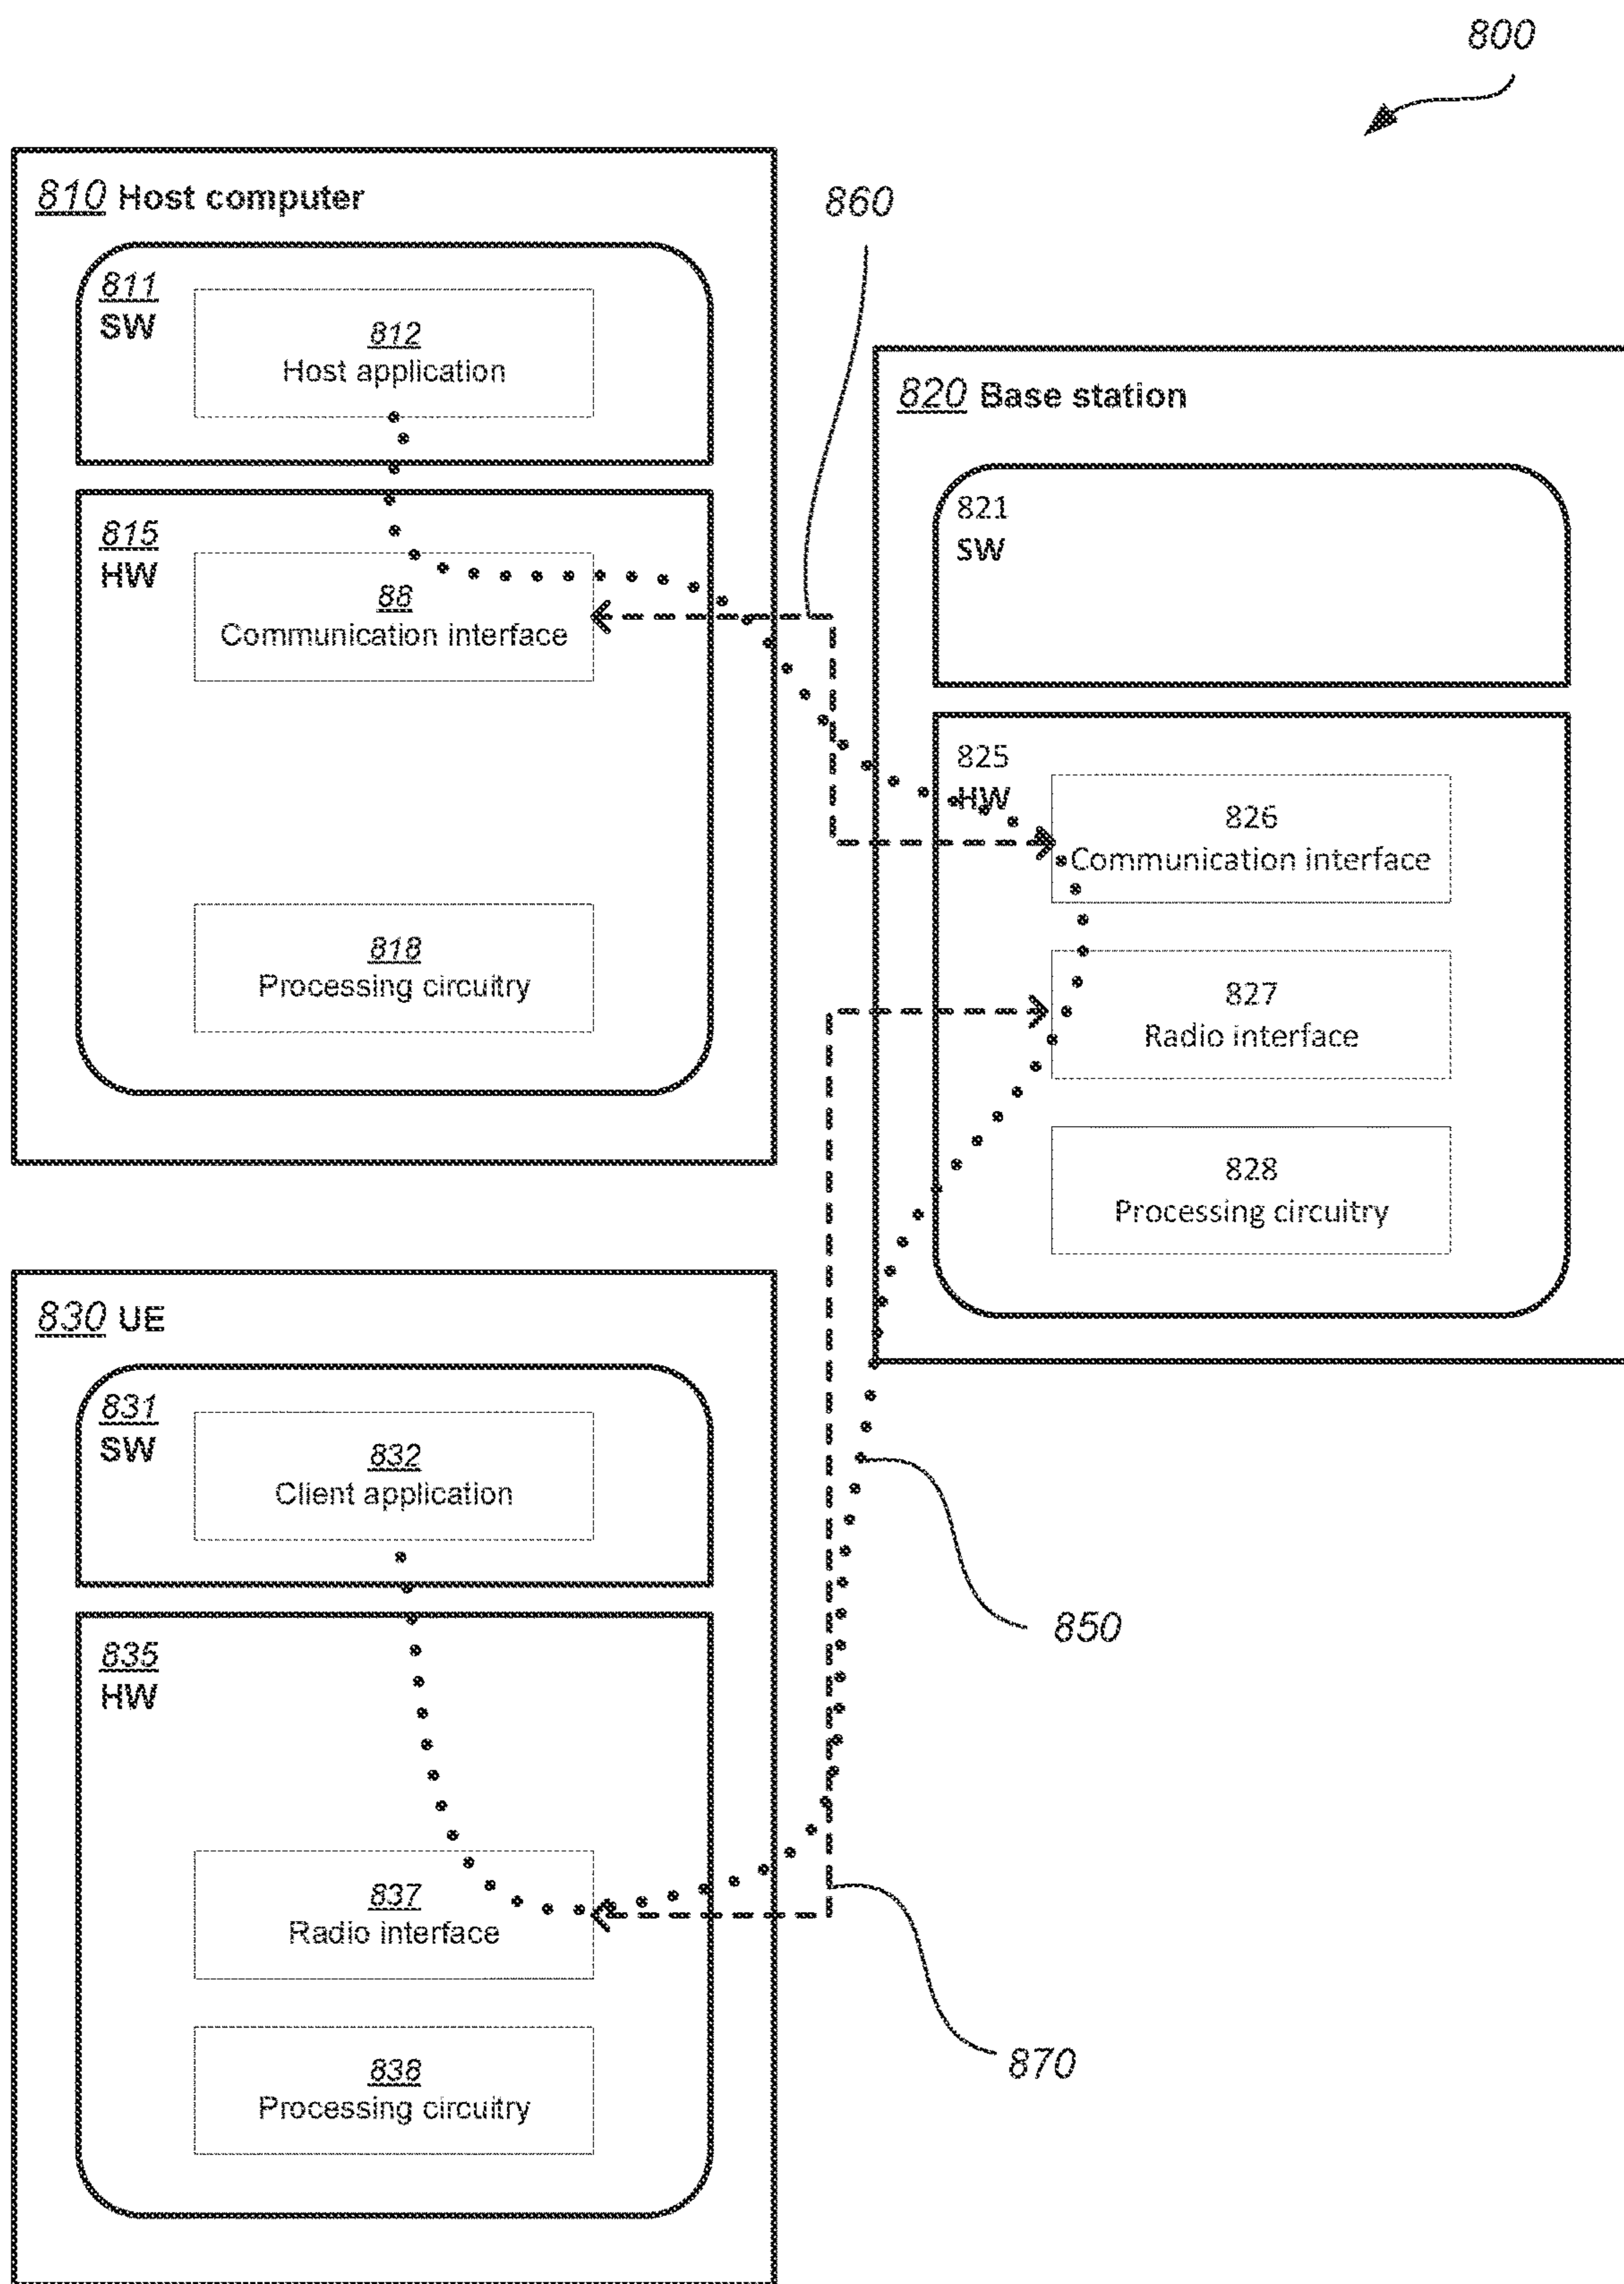 800
810 Host computer
860
811
SW
812
Host application
820 Base station
815
HW
88
Communication interface
821
SW
825
HW
826
Communication interface
818
Processing circuitry
827
Radio interface
828
Processing circuitry
830 UE
831
SW
832
Client application
850
835
HW
837
Radio interface
870
838
Processing circuitry